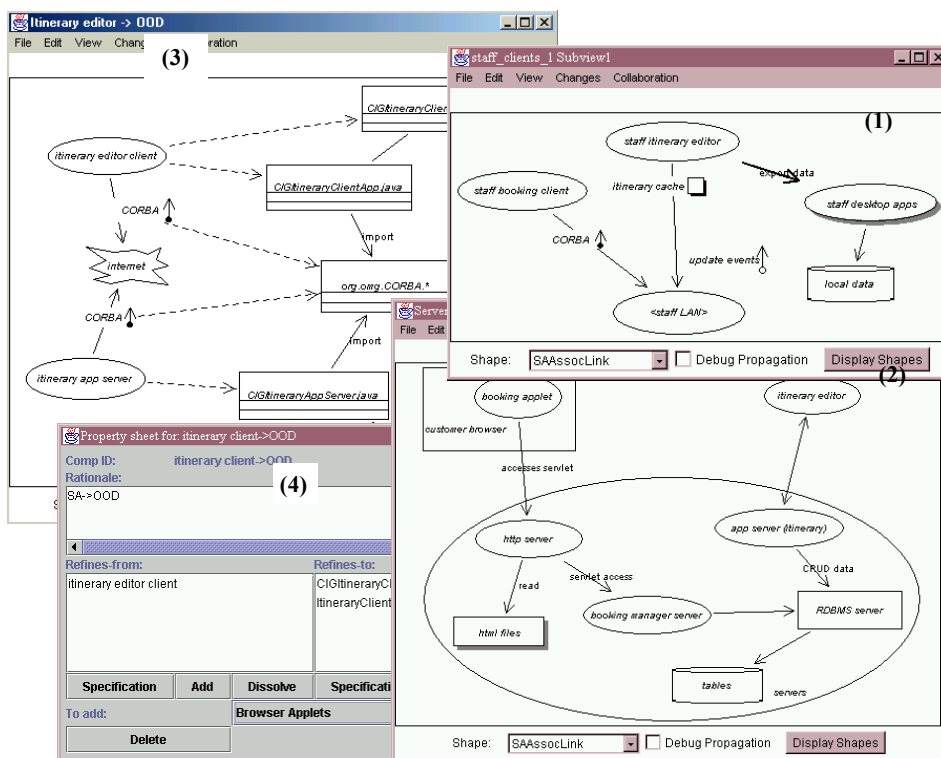 Itinerary editor -> OOD
File Edit View Chang
oration
(3)
CIGItineraryClien
itinerary editor client
CIGItineraryClientApp.java
CORBA
import
internet
org.omg.CORBA.*
CORBA
import
itinerary app server
CIGItineraryAppServer.java
S
staff_clients_1 Subview1
File Edit View Changes Collaboration
(1)
staff itinerary editor
export data
staff booking client
itinerary cache
staff desktop apps
CORBA
update events
local data
<staff LAN>
Shape: SAAssocLink Debug Propagation Display Shapes
(2)
Server
File Edit
booking applet
itinerary editor
customer browser
accesses servlet
http server
app server (itinerary)
CRUD data
servlet access
read
booking manager server
RDBMS server
html files
tables
servers
Shape: SAAssocLink Debug Propagation Display Shapes
Property sheet for: itinerary client->OOD
Comp ID: itinerary client->OOD
(4)
Rationale:
SA->OOD
Refines-from: Refines-to:
itinerary editor client
CIGItineraryCl
ItineraryClient
Specification Add Dissolve Specificati
To add: Browser Applets
Delete